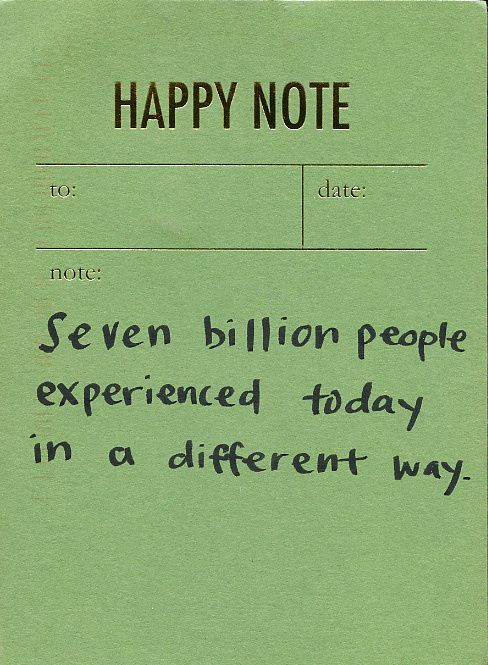 HAPPY NOTE
to:
date:
note:
Seven billion people
experienced today
in a different way.